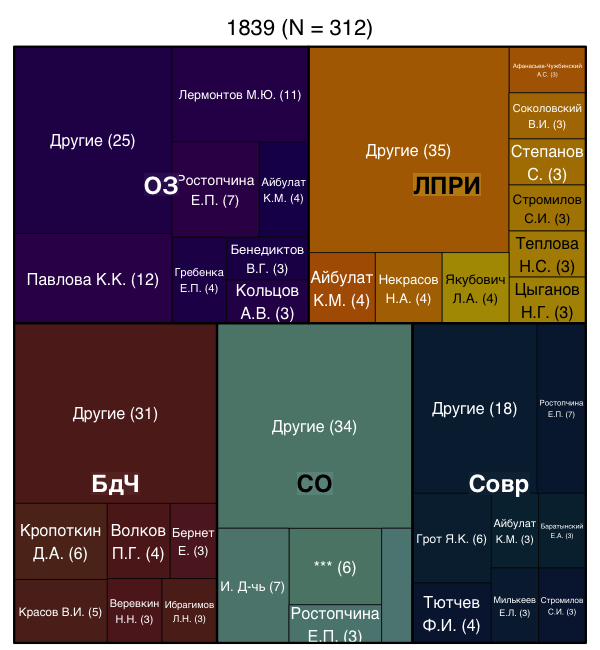 1839 (N = 312)
Другие (25)
Лермонтов М.Ю. (11)
ОЗ
Ростопчина
Е.П. (7)
Айбулат
К.М. (4)
Павлова К.К. (12)
Гребенка
Е.П. (4)
Бенедиктов
В.Г. (3)
Кольцов
А.В. (3)
Другие (35)
ЛПРИ
Афанасьев-Чужбинский
А.С. (3)
Соколовский
В.И. (3)
Степанов
С. (3)
Стромилов
С.И. (3)
Теплова
Н.С. (3)
Цыганов
Н.Г. (3)
Айбулат
К.М. (4)
Некрасов
Н.А. (4)
Якубович
Л.А. (4)
Другие (31)
БдЧ
Кропоткин
Д.А. (6)
Волков
П.Г. (4)
Бернет
Е. (3)
Красов В.И. (5)
Веревкин
Н.Н. (3)
Ибрагимов
Л.Н. (3)
Другие (34)
СО
И. Д-чь (7)
*** (6)
Ростопчина
Е.П. (3)
Другие (18)
Ростопчина
Е.П. (7)
Совр
Грот Я.К. (6)
Айбулат
К.М. (3)
Баратынский
Е.А. (3)
Тютчев
Ф.И. (4)
Милькеев
Е.Л. (3)
Стромилов
С.И. (3)